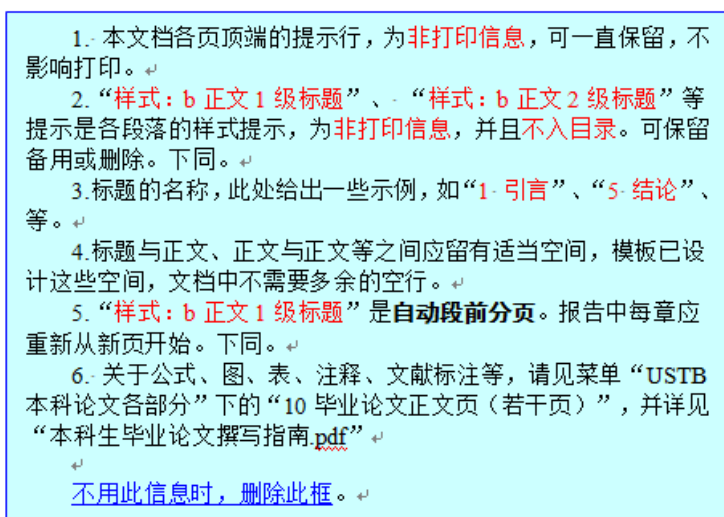 1. 本文档各页顶端的提示行，为非打印信息，可一直保留，不
影响打印。
2.“样式：b 正文 1 级标题”、 “样式：b 正文 2 级标题”等
提示是各段落的样式提示，为非打印信息，并且不入目录。可保留
备用或删除。下同。
3.标题的名称，此处给出一些示例，如“1 引言”、“5 结论”、
等。
4.标题与正文、正文与正文等之间应留有适当空间，模板已设
计这些空间，文档中不需要多余的空行。
5.“样式：b 正文 1 级标题”是自动段前分页。报告中每章应
重新从新页开始。下同。
6. 关于公式、图、表、注释、文献标注等，请见菜单“USTB
本科论文各部分”下的“10 毕业论文正文页（若干页）”，并详见
“本科生毕业论文撰写指南.pdf”
不用此信息时，删除此框。